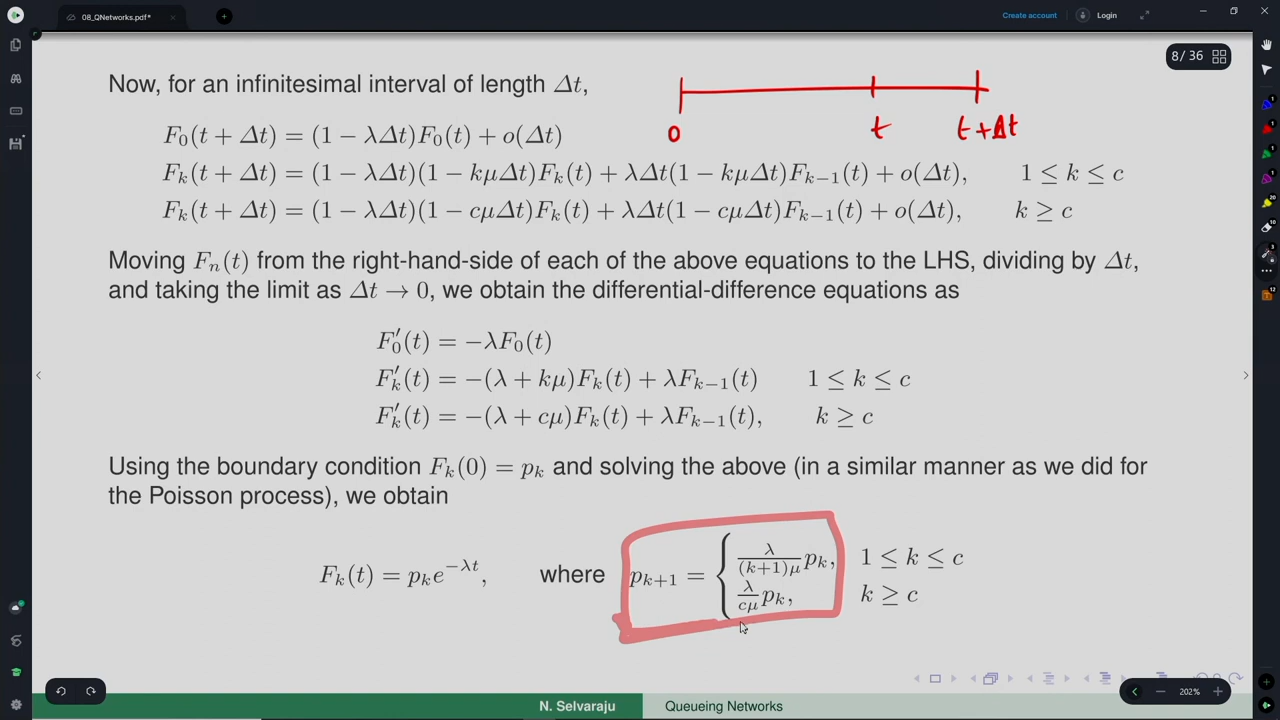 08_QNetworks.pdf*
Create account
Login
8 / 36
Now, for an infinitesimal interval of length Δt,
0
t
t+Δt
F₀(t + Δt) = (1 − λΔt)F₀(t) + o(Δt)
Fₖ(t + Δt) = (1 − λΔt)(1 − kμΔt)Fₖ(t) + λΔt(1 − kμΔt)Fₖ₋₁(t) + o(Δt), 1 ≤ k ≤ c
Fₖ(t + Δt) = (1 − λΔt)(1 − cμΔt)Fₖ(t) + λΔt(1 − cμΔt)Fₖ₋₁(t) + o(Δt), k ≥ c
Moving Fₙ(t) from the right-hand-side of each of the above equations to the LHS, dividing by Δt,
and taking the limit as Δt → 0, we obtain the differential-difference equations as
F₀′(t) = −λF₀(t)
Fₖ′(t) = −(λ + kμ)Fₖ(t) + λFₖ₋₁(t) 1 ≤ k ≤ c
Fₖ′(t) = −(λ + cμ)Fₖ(t) + λFₖ₋₁(t), k ≥ c
Using the boundary condition Fₖ(0) = pₖ and solving the above (in a similar manner as we did for
the Poisson process), we obtain
Fₖ(t) = pₖe^{−λt}, where pₖ₊₁ = { λ/((k+1)μ) pₖ, 1 ≤ k ≤ c
λ/(cμ) pₖ, k ≥ c
N. Selvaraju Queueing Networks
202%